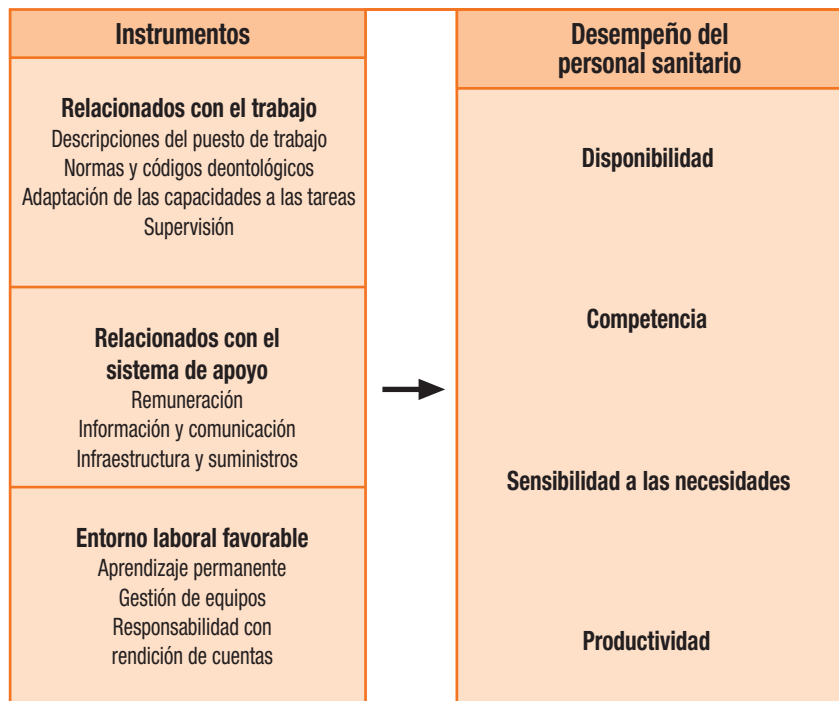 Instrumentos
Relacionados con el trabajo
Descripciones del puesto de trabajo
Normas y códigos deontológicos
Adaptación de las capacidades a las tareas
Supervisión
Relacionados con el
sistema de apoyo
Remuneración
Información y comunicación
Infraestructura y suministros
Entorno laboral favorable
Aprendizaje permanente
Gestión de equipos
Responsabilidad con
rendición de cuentas
Desempeño del
personal sanitario
Disponibilidad
Competencia
Sensibilidad a las necesidades
Productividad